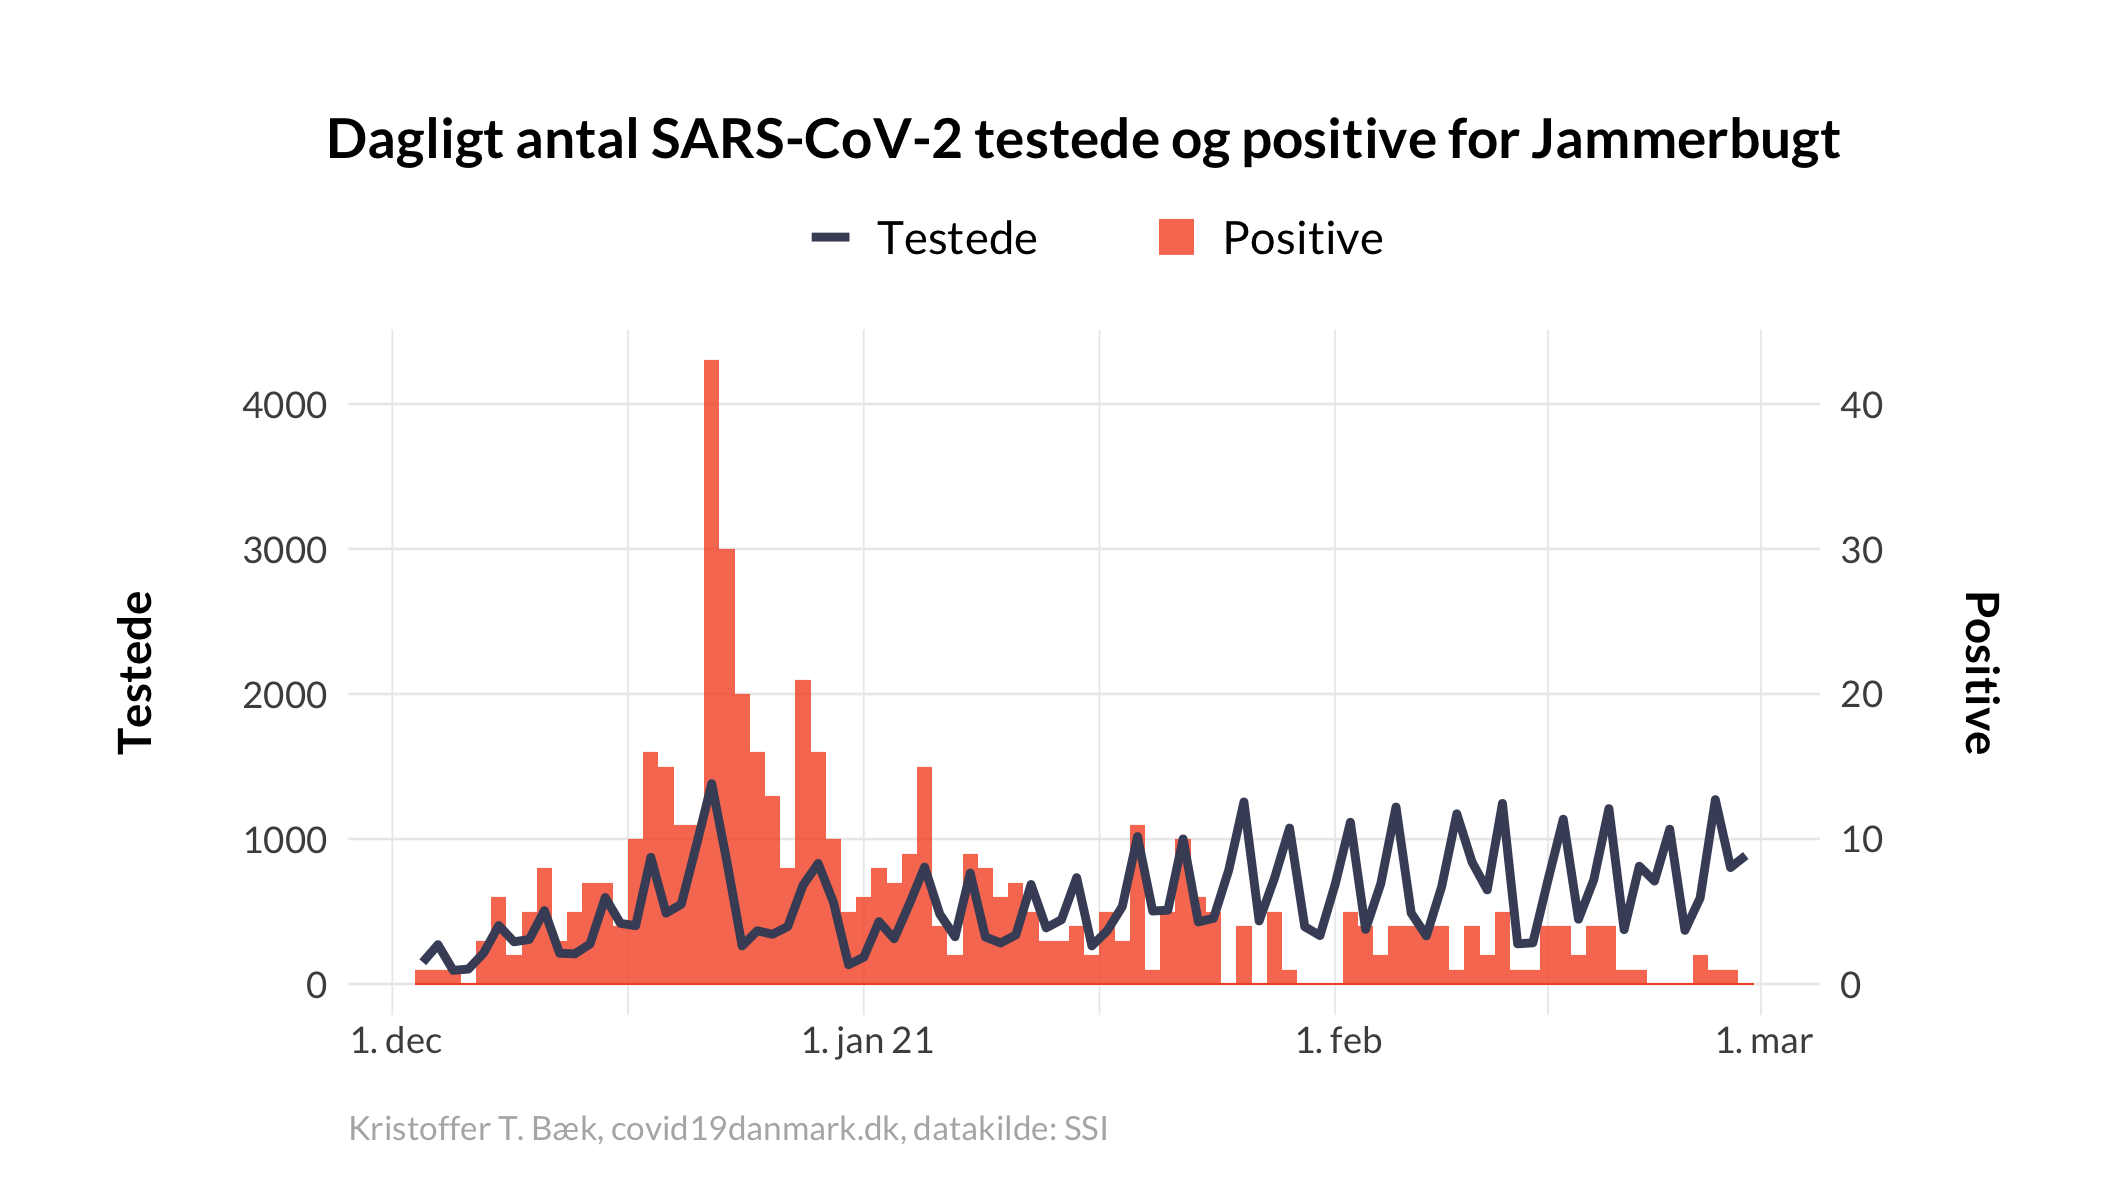 Dagligt antal SARS-CoV-2 testede og positive for Jammerbugt
Testede Positive
4000 40
3000 30
2000 20
1000 10
0 0
Testede
Positive
1. dec 1. jan 21 1. feb 1. mar
Kristoffer T. Bæk, covid19danmark.dk, datakilde: SSI